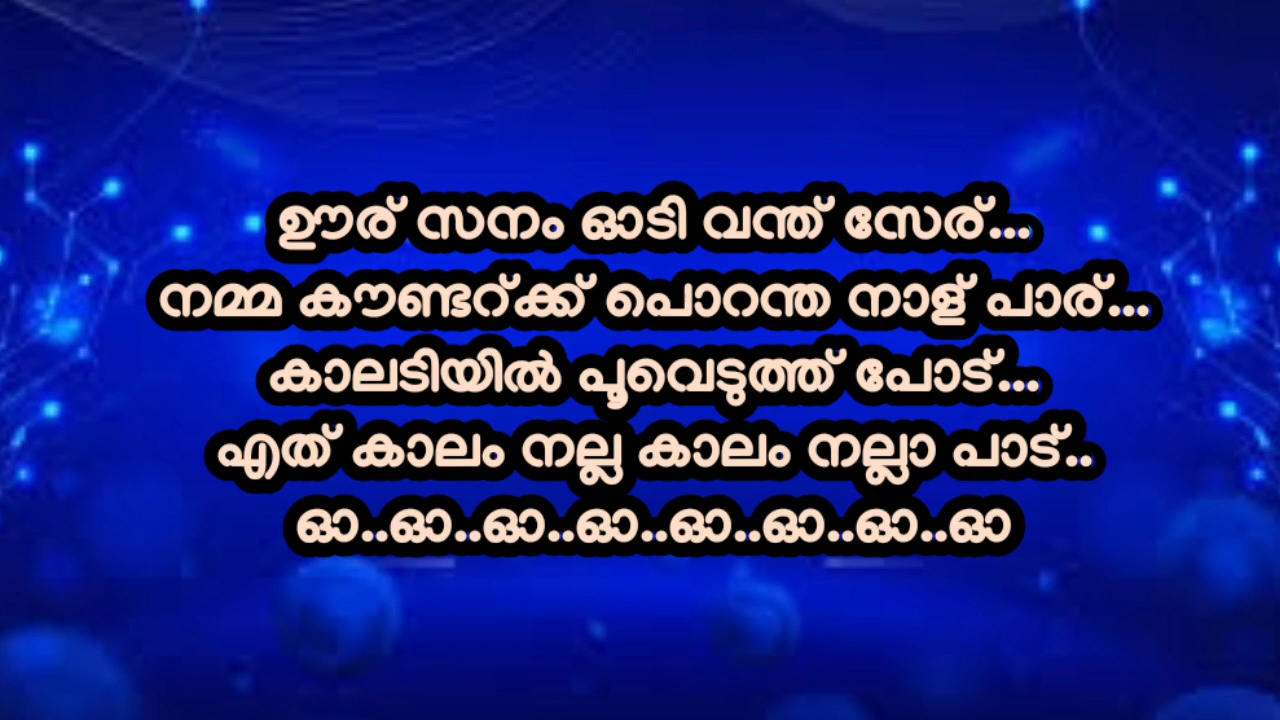 ഊര് സനം ഓടി വന്ത് സേര്...
നമ്മ കൗണ്ടറ്ക്ക് പൊറന്ത നാള് പാര്...
കാലടിയിൽ പൂവെടുത്ത് പോട്...
എത് കാലം നല്ല കാലം നല്ലാ പാട്..
ഓ..ഓ..ഓ..ഓ..ഓ..ഓ..ഓ..ഓ